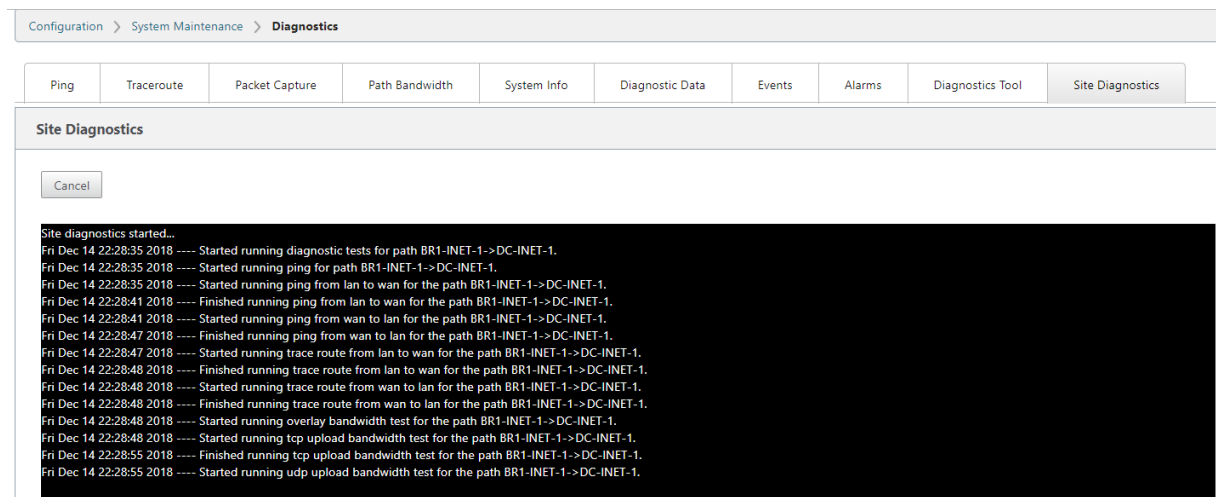 Configuration > System Maintenance > Diagnostics
Ping Traceroute Packet Capture Path Bandwidth System Info Diagnostic Data Events Alarms Diagnostics Tool Site Diagnostics
Site Diagnostics
Cancel
Site diagnostics started...
Fri Dec 14 22:28:35 2018 ---- Started running diagnostic tests for path BR1-INET-1->DC-INET-1.
Fri Dec 14 22:28:35 2018 ---- Started running ping for path BR1-INET-1->DC-INET-1.
Fri Dec 14 22:28:35 2018 ---- Started running ping from lan to wan for the path BR1-INET-1->DC-INET-1.
Fri Dec 14 22:28:41 2018 ---- Finished running ping from lan to wan for the path BR1-INET-1->DC-INET-1.
Fri Dec 14 22:28:41 2018 ---- Started running ping from wan to lan for the path BR1-INET-1->DC-INET-1.
Fri Dec 14 22:28:47 2018 ---- Finished running ping from wan to lan for the path BR1-INET-1->DC-INET-1.
Fri Dec 14 22:28:47 2018 ---- Started running trace route from lan to wan for the path BR1-INET-1->DC-INET-1.
Fri Dec 14 22:28:48 2018 ---- Finished running trace route from lan to wan for the path BR1-INET-1->DC-INET-1.
Fri Dec 14 22:28:48 2018 ---- Started running trace route from wan to lan for the path BR1-INET-1->DC-INET-1.
Fri Dec 14 22:28:48 2018 ---- Finished running trace route from wan to lan for the path BR1-INET-1->DC-INET-1.
Fri Dec 14 22:28:48 2018 ---- Started running overlay bandwidth test for the path BR1-INET-1->DC-INET-1.
Fri Dec 14 22:28:48 2018 ---- Started running tcp upload bandwidth test for the path BR1-INET-1->DC-INET-1.
Fri Dec 14 22:28:55 2018 ---- Finished running tcp upload bandwidth test for the path BR1-INET-1->DC-INET-1.
Fri Dec 14 22:28:55 2018 ---- Started running udp upload bandwidth test for the path BR1-INET-1->DC-INET-1.